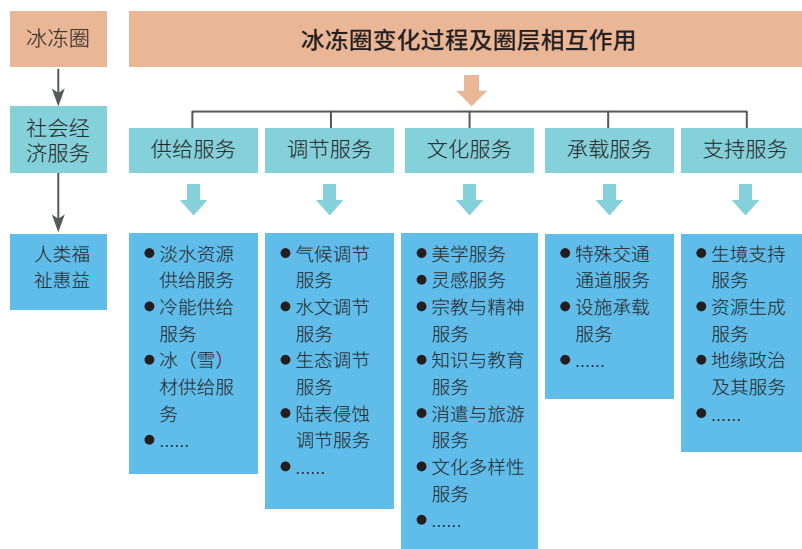 冰冻圈
冰冻圈变化过程及圈层相互作用
社会经
济服务
供给服务
调节服务
文化服务
承载服务
支持服务
人类福
祉惠益
●淡水资源
供给服务
●冷能供给
服务
●冰（雪）
材供给服
务
●......
●气候调节
服务
●水文调节
服务
●生态调节
服务
●陆表侵蚀
调节服务
●......
●美学服务
●灵感服务
●宗教与精神
服务
●知识与教育
服务
●消遣与旅游
服务
●文化多样性
服务
●......
●特殊交通
通道服务
●设施承载
服务
●......
●生境支持
服务
●资源生成
服务
●地缘政治
及其服务
●......